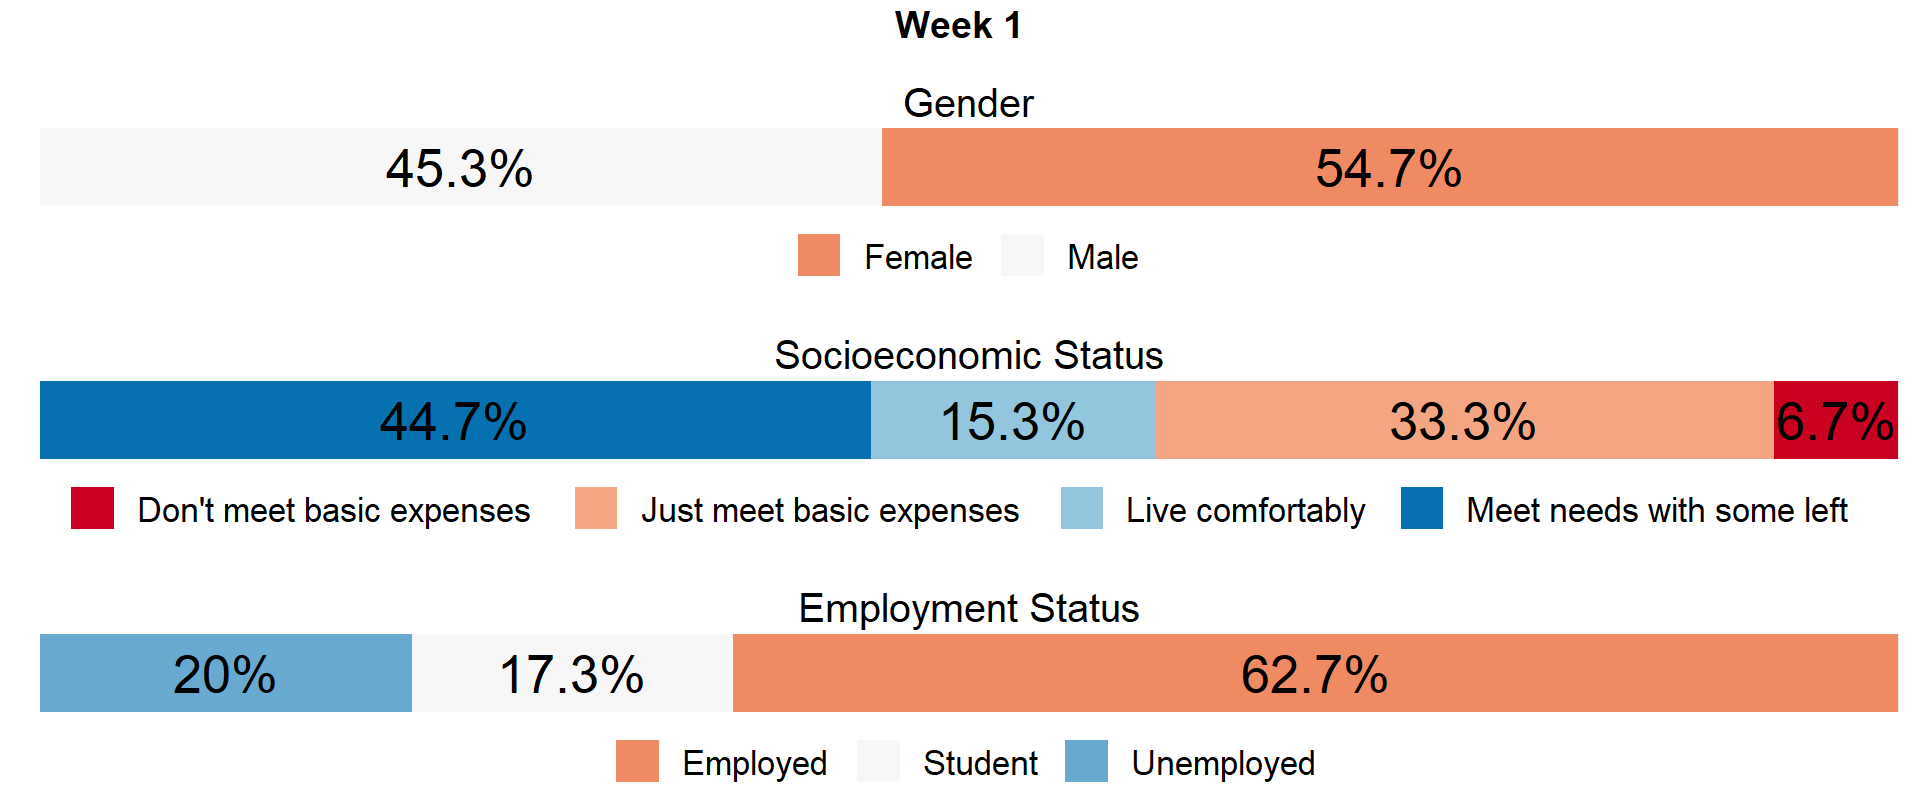 Week 1
Gender
45.3% 54.7%
Female Male
Socioeconomic Status
44.7% 15.3% 33.3% 6.7%
Don't meet basic expenses Just meet basic expenses Live comfortably Meet needs with some left
Employment Status
20% 17.3% 62.7%
Employed Student Unemployed